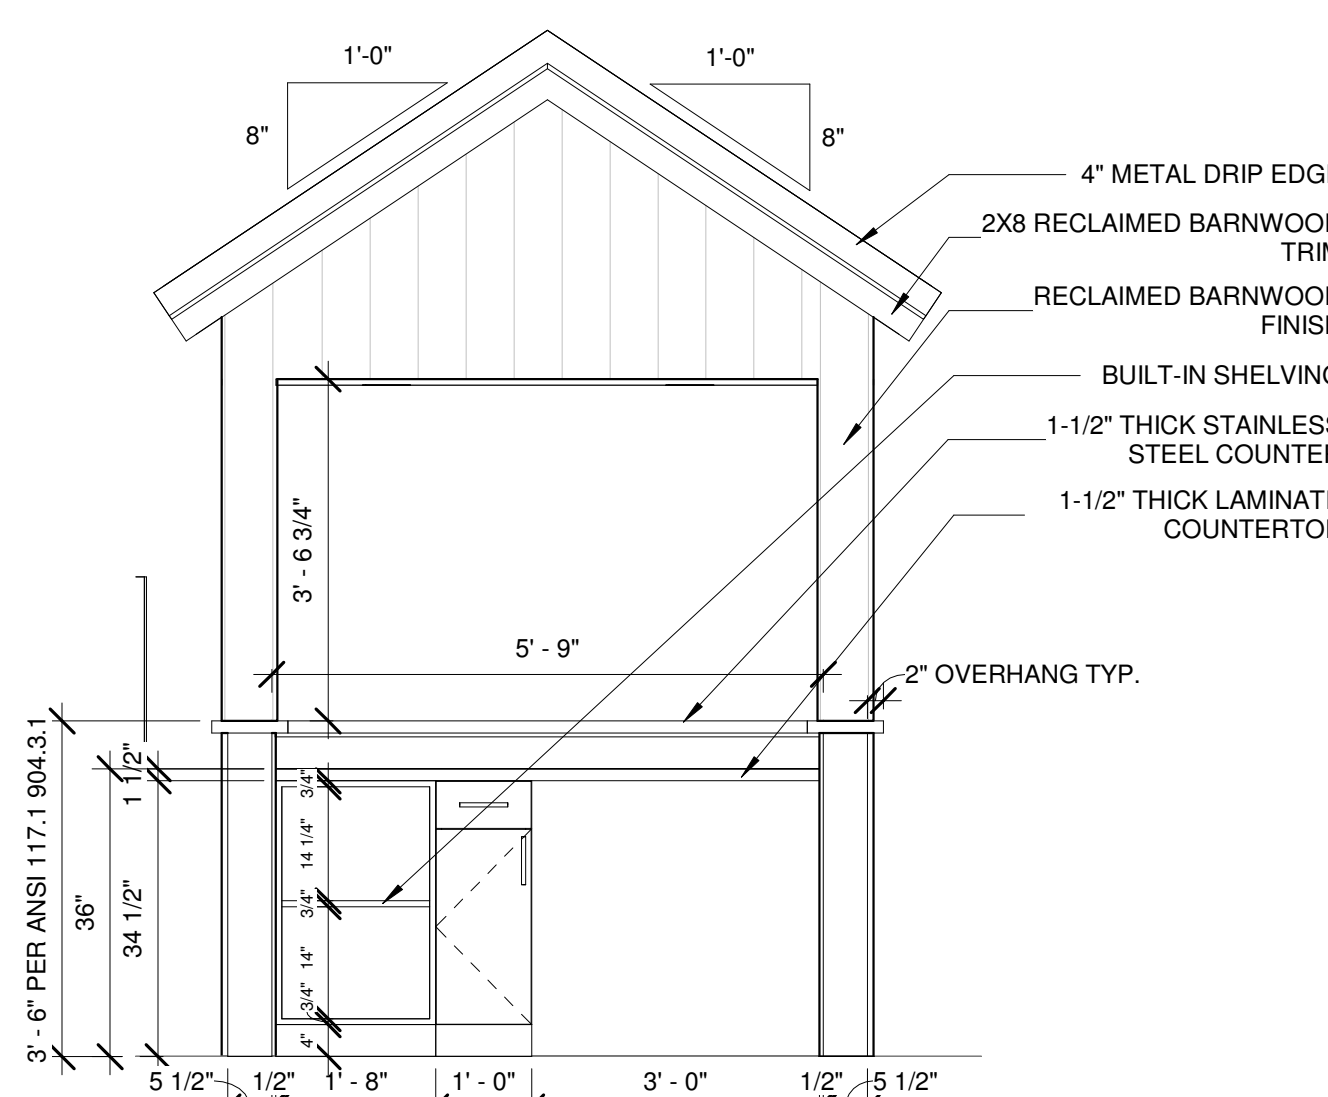 1'-0"
1'-0"
8"
8"
4" METAL DRIP EDG
2X8 RECLAIMED BARNWOO
TRIM
RECLAIMED BARNWOO
FINIS
BUILT-IN SHELVING
1-1/2" THICK STAINLESS
STEEL COUNTE
1-1/2" THICK LAMINAT
COUNTERTO
3' - 6 3/4"
5' - 9"
2" OVERHANG TYP.
3' - 6" PER ANSI 117.1 904.3.1
36"
1 1/2"
34 1/2"
3/4"
14 1/4"
3/4"
14"
3/4"
4"
5 1/2"
1/2"
1' - 8"
1' - 0"
3' - 0"
1/2"
5 1/2"